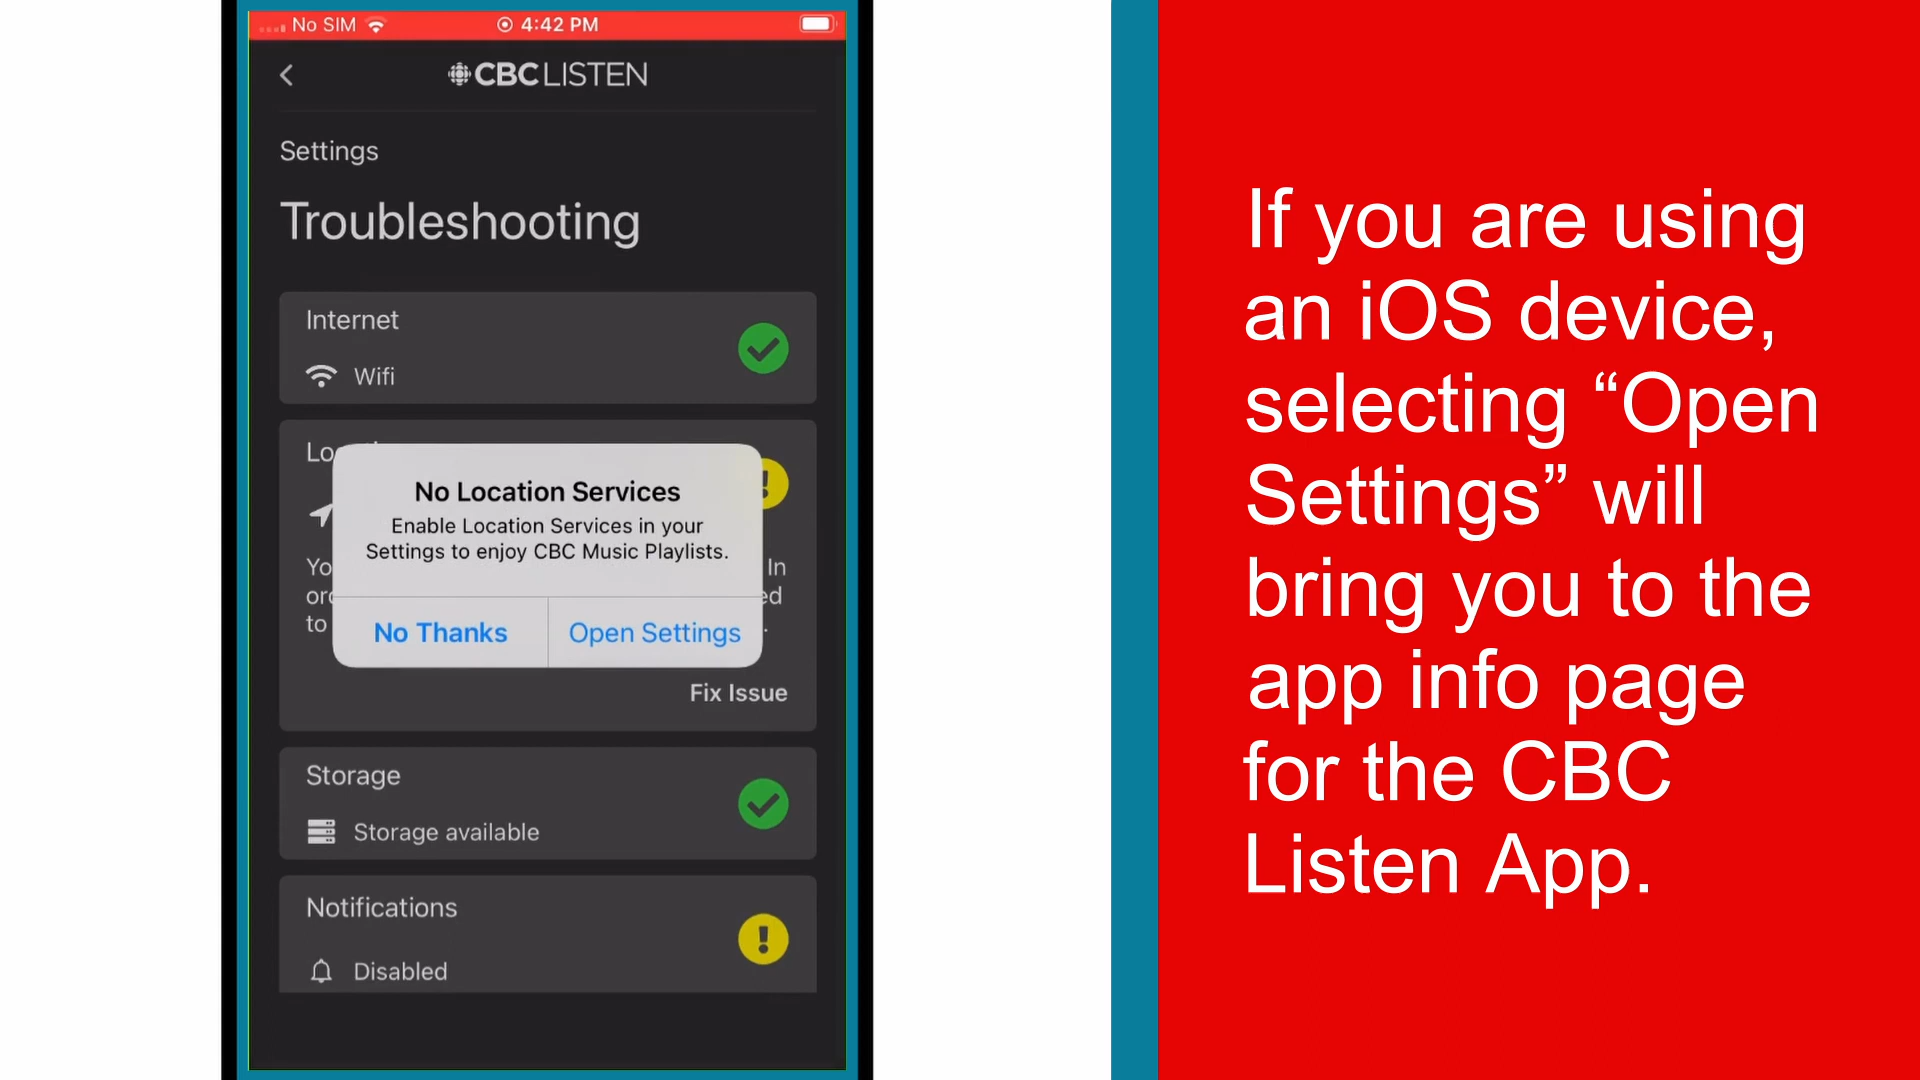 No SIM 4:42 PM
CBC LISTEN
Settings
Troubleshooting
Internet
Wifi
No Location Services
Enable Location Services in your
Settings to enjoy CBC Music Playlists.
In
to
No Thanks
Open Settings
Fix Issue
Storage
Storage available
Notifications
Disabled
If you are using
an iOS device,
selecting “Open
Settings” will
bring you to the
app info page
for the CBC
Listen App.